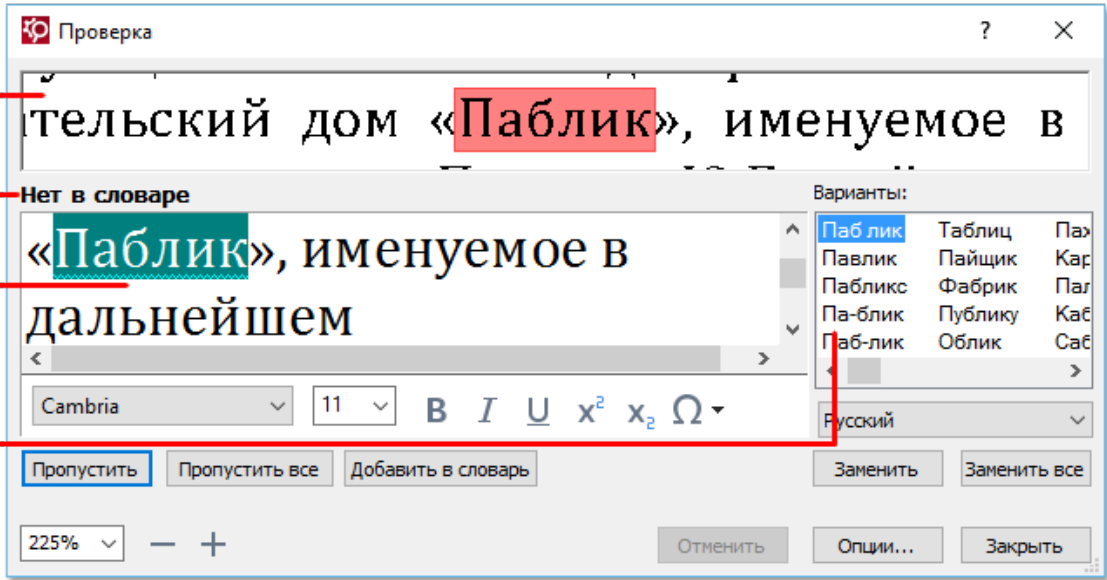 Проверка
?
тельский дом «Паблик», именуемое в
Нет в словаре
Варианты:
«Паблик», именуемое в
дальнейшем
Паб лик Таблиц
Павлик Пайщик
Пабликс Фабрик
Па-блик Публику
Паб-лик Облик
Cambria 11 B I U x² x₂ Ω
Русский
Пропустить Пропустить все Добавить в словарь Заменить Заменить все
225% — + Отменить Опции... Закрыть